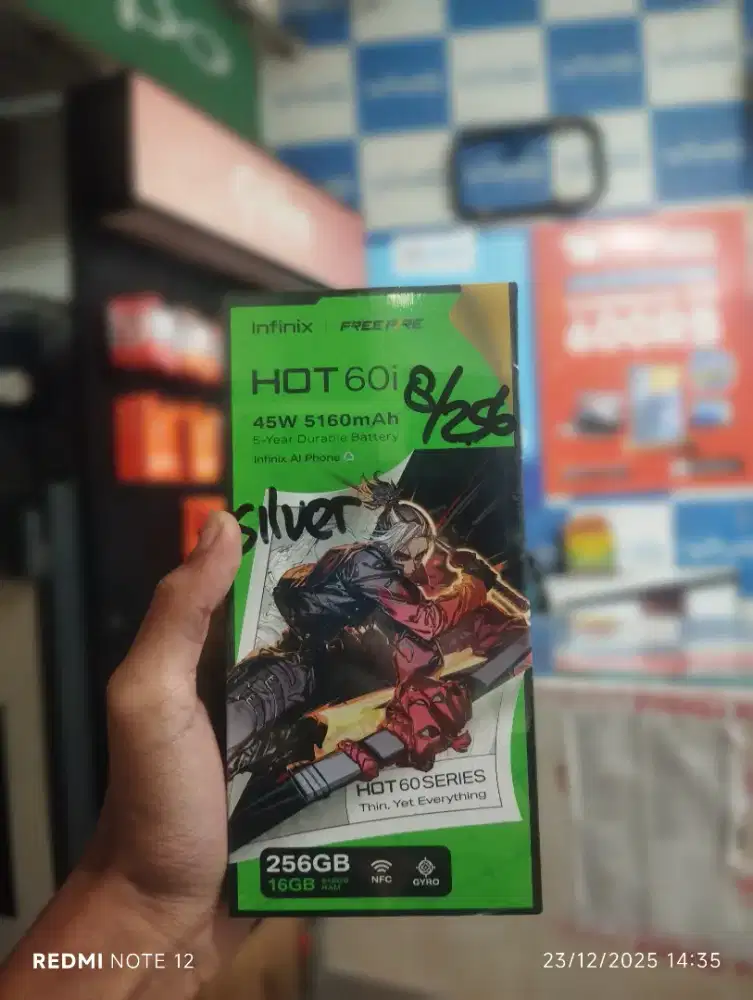 Infinix | FREE FIRE
HOT 60i
8/256
45W 5160mAh
5-Year Durable Battery
Infinix AI Phone
silver
HOT 60 SERIES
Thin, Yet Everything
256GB
16GB
RAM
NFC
GYRO
REDMI NOTE 12
23/12/2025 14:35